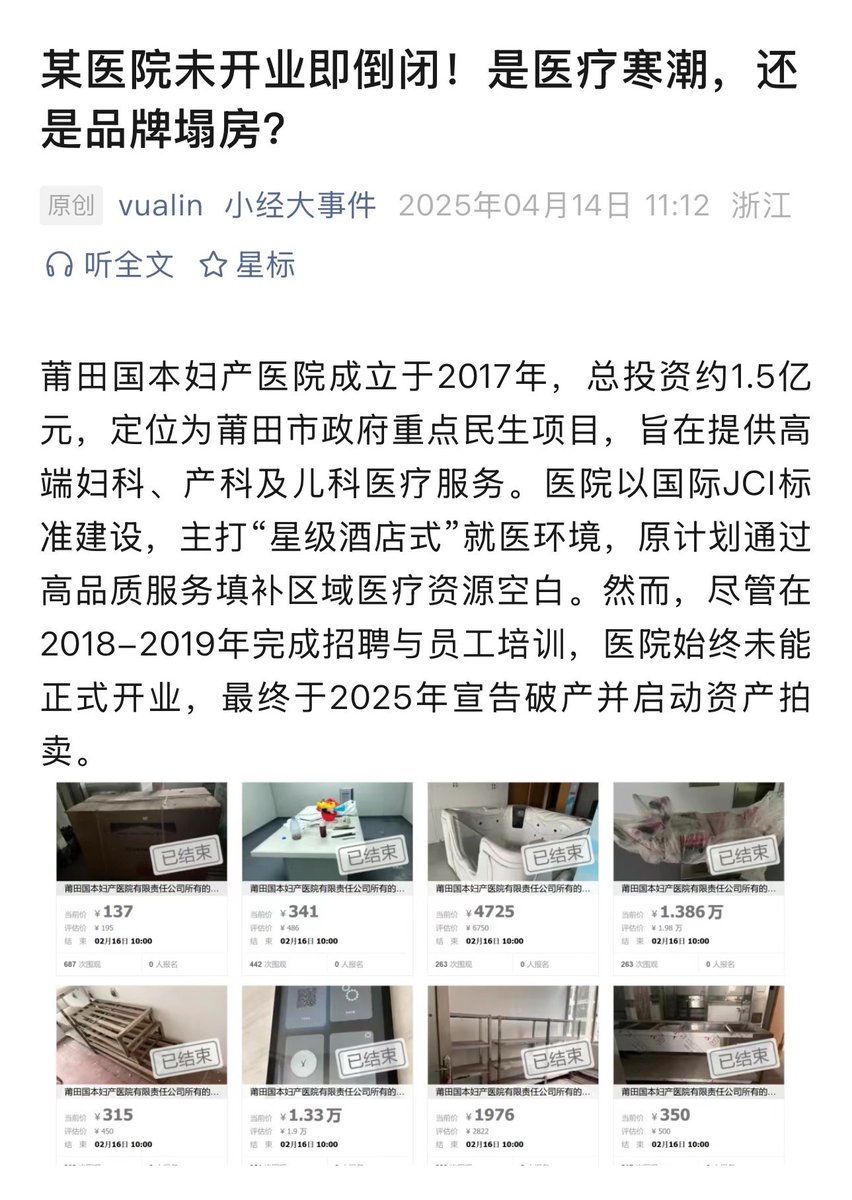 某医院未开业即倒闭！是医疗寒潮，还
是品牌塌房？
原创 vualin 小经大事件 2025年04月14日 11:12 浙江
听全文 星标
莆田国本妇产医院成立于2017年，总投资约1.5亿
元，定位为莆田市政府重点民生项目，旨在提供高
端妇科、产科及儿科医疗服务。医院以国际JCI标
准建设，主打“星级酒店式”就医环境，原计划通过
高品质服务填补区域医疗资源空白。然而，尽管在
2018–2019年完成招聘与员工培训，医院始终未能
正式开业，最终于2025年宣告破产并启动资产拍
卖。
已结束 已结束 已结束 已结束
莆田国本妇产医院有限责任公司所有的... 莆田国本妇产医院有限责任公司所有的... 莆田国本妇产医院有限责任公司所有的... 莆田国本妇产医院有限责任公司所有的...
当前价 ¥137 当前价 ¥341 当前价 ¥4725 当前价 ¥1.386万
评估价 ¥195 评估价 ¥486 评估价 ¥6750 评估价 ¥1.98万
结束 02月16日 10:00 结束 02月16日 10:00 结束 02月16日 10:00 结束 02月16日 10:00
687 次围观 0 人报名 442 次围观 0 人报名 263 次围观 0 人报名 263 次围观 0 人报名
已结束 已结束 已结束 已结束
莆田国本妇产医院有限责任公司所有的... 莆田国本妇产医院有限责任公司所有的... 莆田国本妇产医院有限责任公司所有的... 莆田国本妇产医院有限责任公司所有的...
当前价 ¥315 当前价 ¥1.33万 当前价 ¥1976 当前价 ¥350
评估价 ¥450 评估价 ¥1.9万 评估价 ¥2822 评估价 ¥500
结束 02月16日 10:00 结束 02月16日 10:00 结束 02月16日 10:00 结束 02月16日 10:00